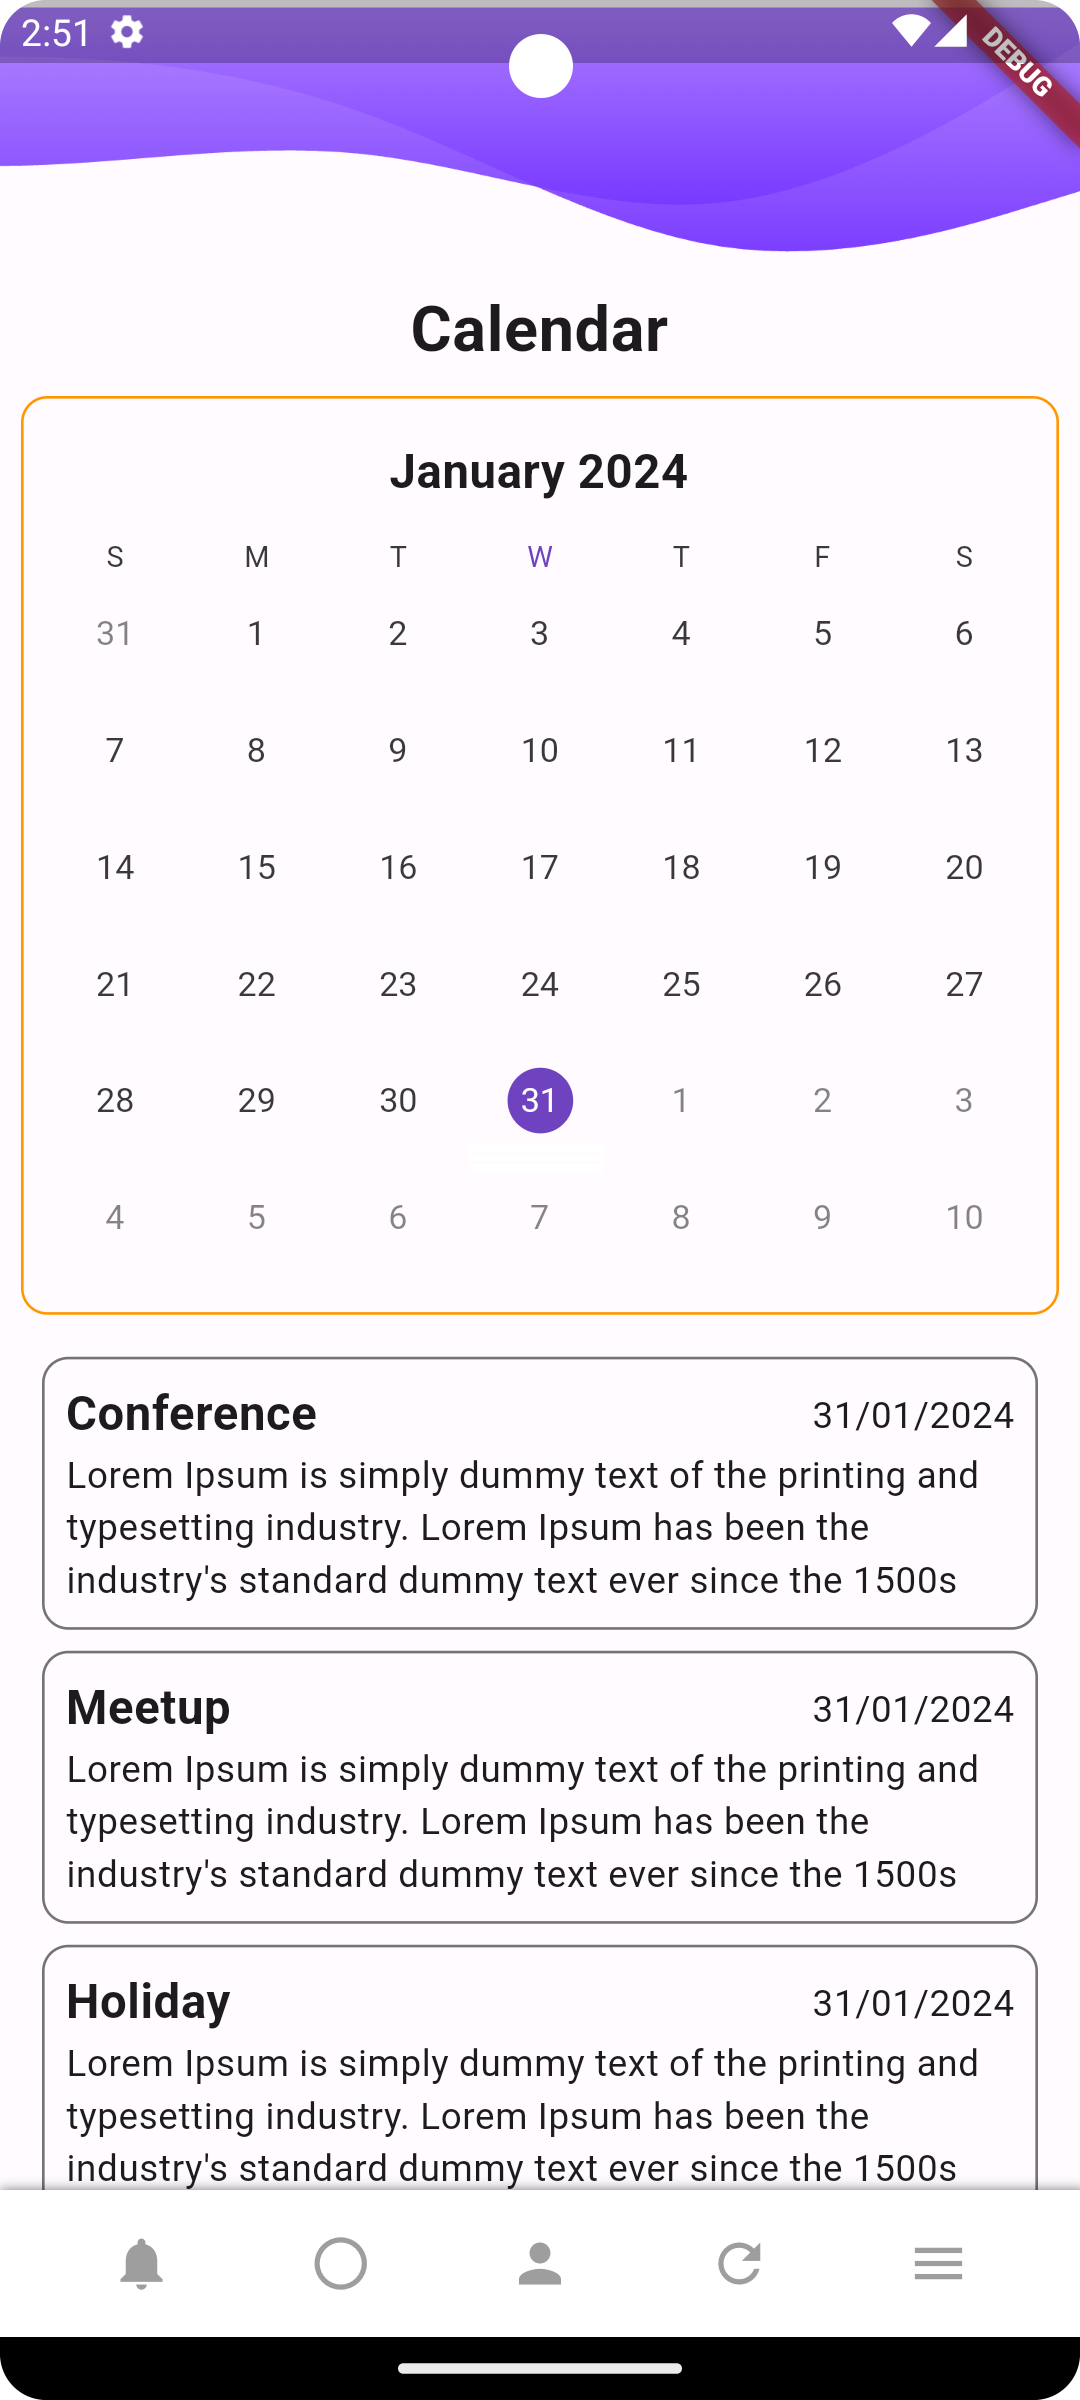 2:51
DEBUG
Calendar
January 2024
S M T W T F S
31 1 2 3 4 5 6
7 8 9 10 11 12 13
14 15 16 17 18 19 20
21 22 23 24 25 26 27
28 29 30 31 1 2 3
4 5 6 7 8 9 10
Conference 31/01/2024
Lorem Ipsum is simply dummy text of the printing and
typesetting industry. Lorem Ipsum has been the
industry's standard dummy text ever since the 1500s
Meetup 31/01/2024
Lorem Ipsum is simply dummy text of the printing and
typesetting industry. Lorem Ipsum has been the
industry's standard dummy text ever since the 1500s
Holiday 31/01/2024
Lorem Ipsum is simply dummy text of the printing and
typesetting industry. Lorem Ipsum has been the
industry's standard dummy text ever since the 1500s